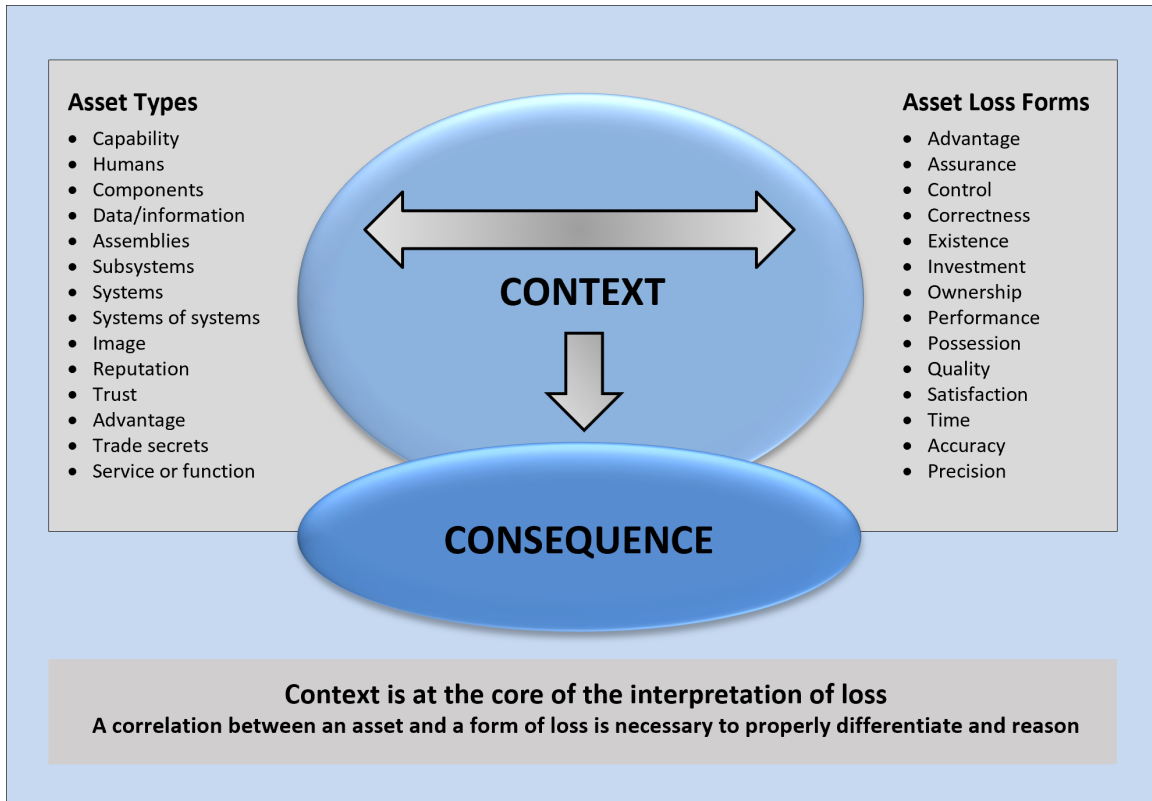 Asset Types
• Capability
• Humans
• Components
• Data/information
• Assemblies
• Subsystems
• Systems
• Systems of systems
• Image
• Reputation
• Trust
• Advantage
• Trade secrets
• Service or function
CONTEXT
CONSEQUENCE
Asset Loss Forms
• Advantage
• Assurance
• Control
• Correctness
• Existence
• Investment
• Ownership
• Performance
• Possession
• Quality
• Satisfaction
• Time
• Accuracy
• Precision
Context is at the core of the interpretation of loss
A correlation between an asset and a form of loss is necessary to properly differentiate and reason